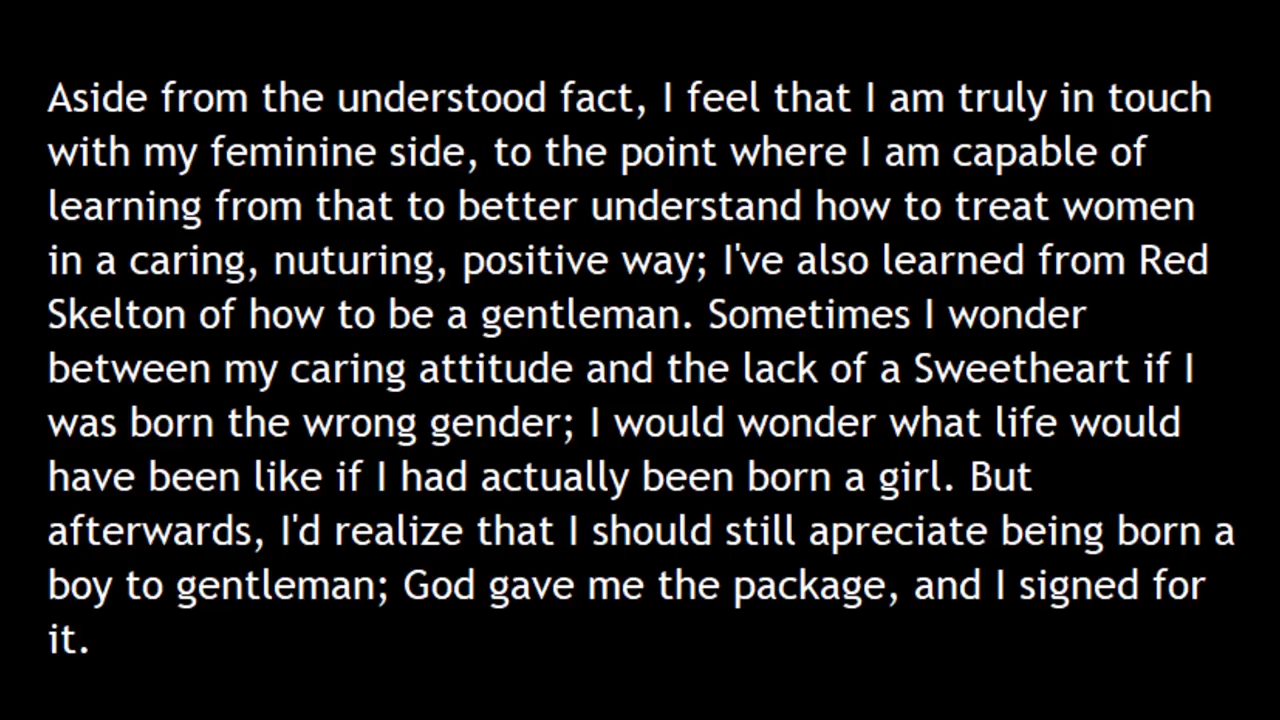 Aside from the understood fact, I feel that I am truly in touch
with my feminine side, to the point where I am capable of
learning from that to better understand how to treat women
in a caring, nuturing, positive way; I've also learned from Red
Skelton of how to be a gentleman. Sometimes I wonder
between my caring attitude and the lack of a Sweetheart if I
was born the wrong gender; I would wonder what life would
have been like if I had actually been born a girl. But
afterwards, I'd realize that I should still apreciate being born a
boy to gentleman; God gave me the package, and I signed for
it.